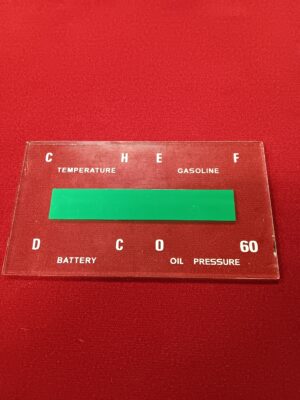 C H E F
TEMPERATURE GASOLINE
D C O 60
BATTERY OIL PRESSURE